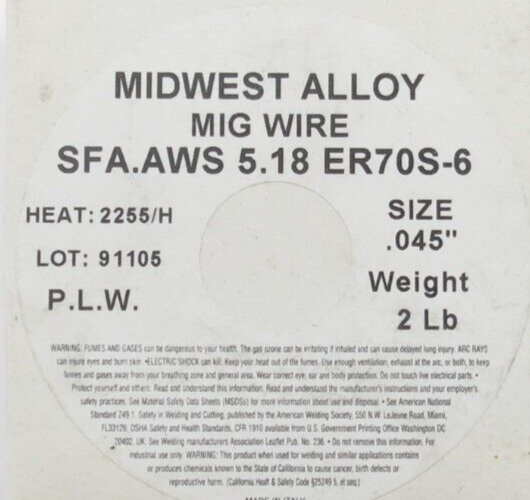 MIDWEST ALLOY
MIG WIRE
SFA.AWS 5.18 ER70S-6
HEAT: 2255/H
LOT: 91105
P.L.W.
SIZE
.045"
Weight
2 Lb
WARNING: FUMES AND GASES can be dangerous to your health. The gas ozone can be irritating if inhaled and can cause delayed lung injury. ARC RAYS
can injure eyes and burn skin. •ELECTRIC SHOCK can kill. Keep your head out of the fumes. Use enough ventilation, exhaust at the arc, or both, to keep
fumes and gases away from your breathing zone and general area. Wear correct eye, ear and body protection. Do not touch live electrical parts. •
Protect yourself and others. Read and understand this information. Read and understand the manufacturer's instructions and your employer's
safety practices. See Material Safety Data Sheets (MSDSs) for more information about use and disposal. • See American National
Standard 249.1. Safety in Welding and Cutting, published by the American Welding Society, 550 N.W. LeJeune Road, Miami,
FL33126, OSHA Safety and Health Standards, CFR 1910 available from U.S. Government Printing Office Washington DC
20402. UK. See Welding manufacturers Association Leaflet Pub. No. 236. • Do not remove this information. For
industrial use only. WARNING: This product when used for welding and similar applications contains
or produces chemicals known to the State of California to cause cancer, birth defects or
reproductive harm. (California Healt & Safety Code §25249 5, et seq.)
MADE IN ITALY